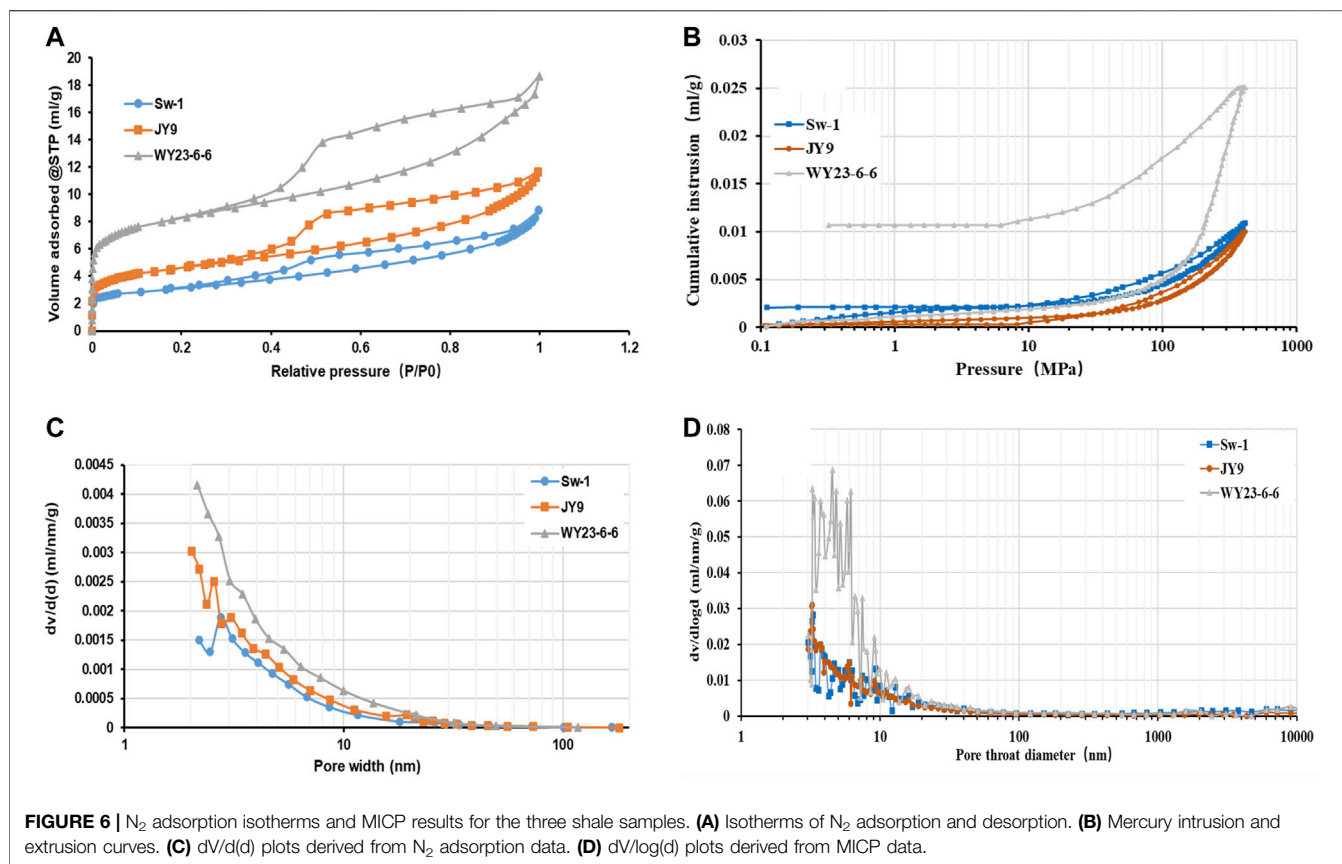 A
Volume adsorbed @STP (ml/g)
20
18
16
14
12
10
8
6
4
2
0
Sw-1
JY9
WY23-6-6
0
0.2
0.4
0.6
0.8
1
1.2
Relative pressure (P/P0)
B
Cumulative instrusion (ml/g)
0.03
0.025
0.02
0.015
0.01
0.005
0
Sw-1
JY9
WY23-6-6
0.1
1
10
100
1000
Pressure (MPa)
C
dv/d(d) (ml/nm/g)
0.0045
0.004
0.0035
0.003
0.0025
0.002
0.0015
0.001
0.0005
0
Sw-1
JY9
WY23-6-6
1
10
100
Pore width (nm)
D
dv/dlogd (ml/nm/g)
0.08
0.07
0.06
0.05
0.04
0.03
0.02
0.01
0
Sw-1
JY9
WY23-6-6
1
10
100
1000
10000
Pore throat diameter (nm)
FIGURE 6 | N₂ adsorption isotherms and MICP results for the three shale samples. (A) Isotherms of N₂ adsorption and desorption. (B) Mercury intrusion and
extrusion curves. (C) dV/d(d) plots derived from N₂ adsorption data. (D) dV/log(d) plots derived from MICP data.